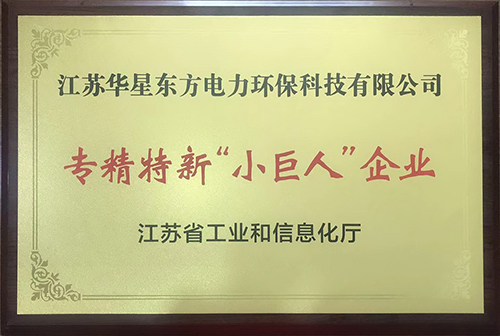 江苏华星东方电力环保科技有限公司
专精特新“小巨人”企业
江苏省工业和信息化厅